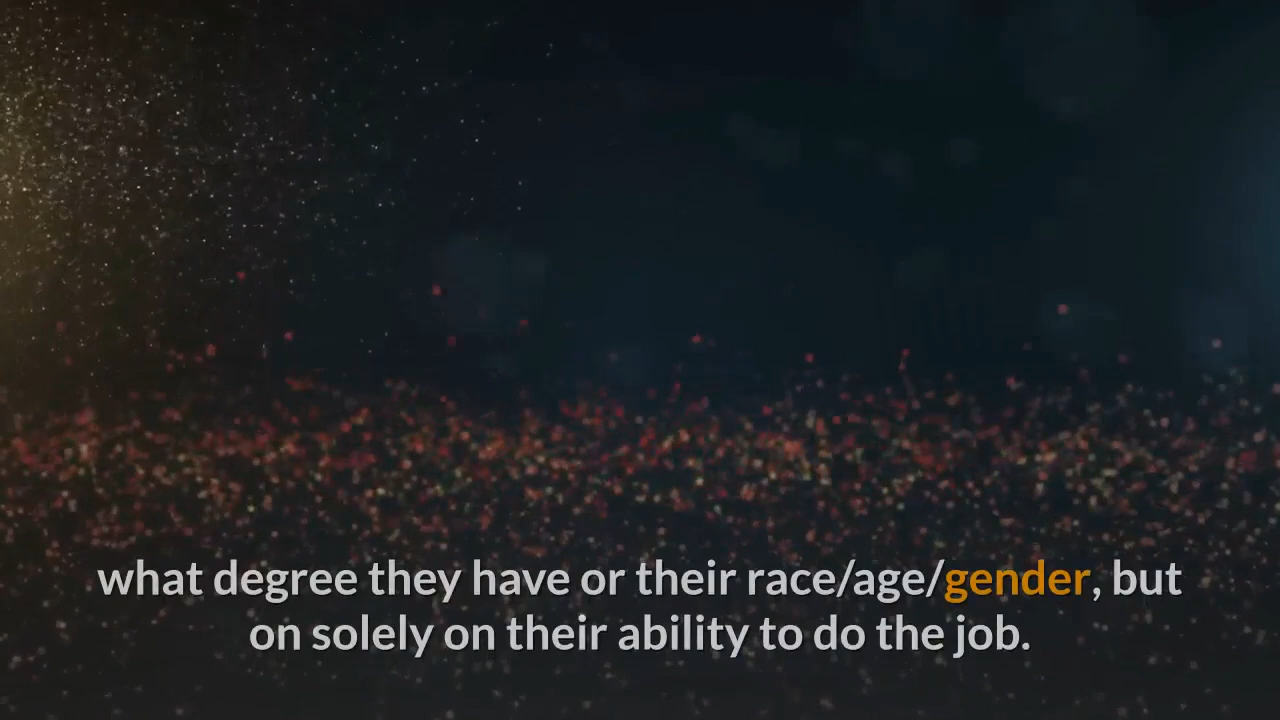 what degree they have or their race/age/gender, but
on solely on their ability to do the job.